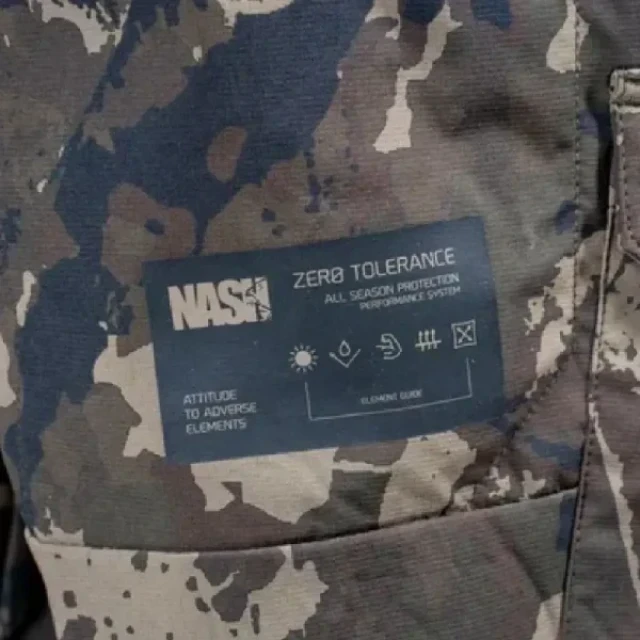 NASH
ZERØ TOLERANCE
ALL SEASON PROTECTION
PERFORMANCE SYSTEM
ATTITUDE
TO ADVERSE
ELEMENTS
ELEMENT GUIDE